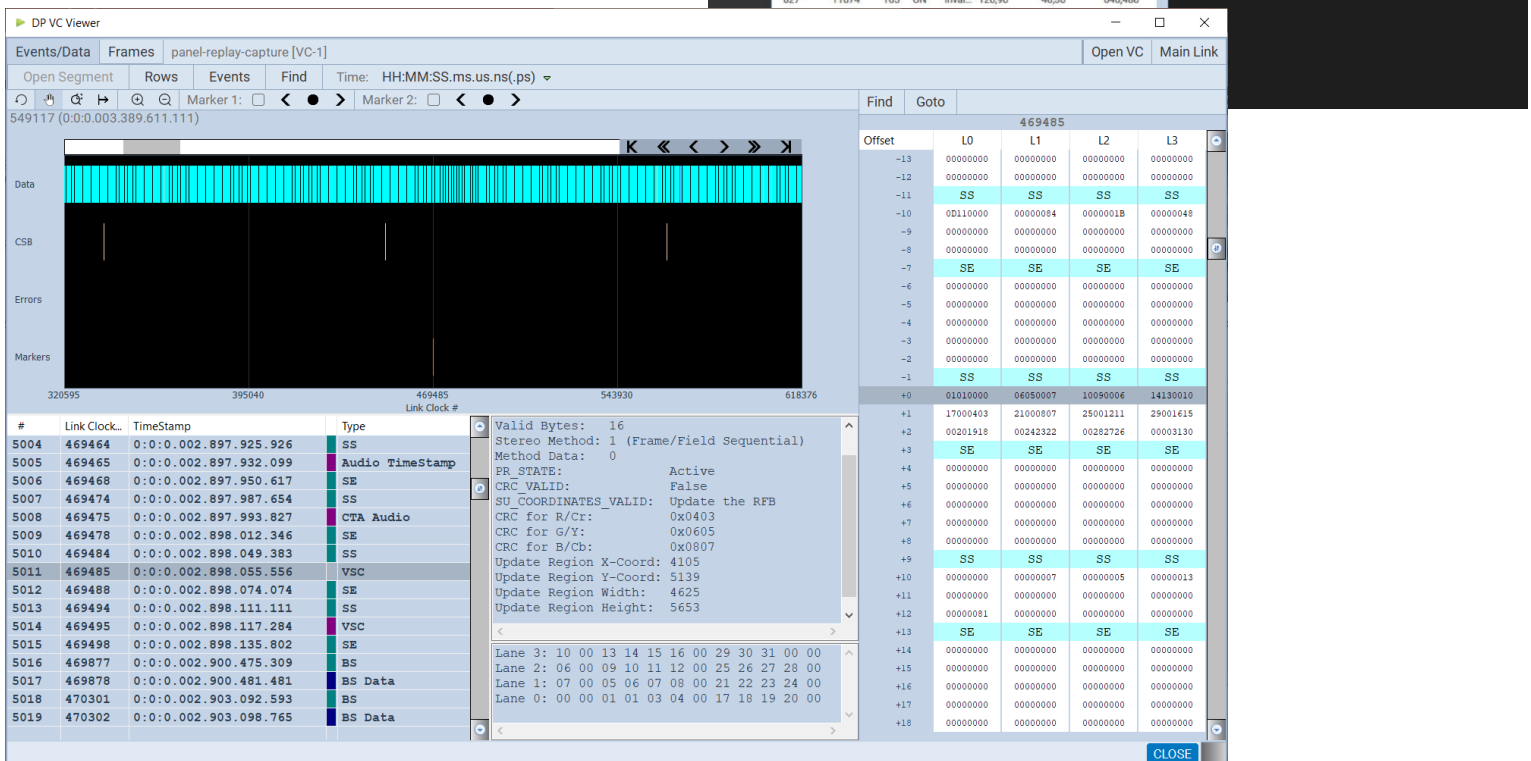 DP VC Viewer
Events/Data Frames panel-replay-capture [VC-1] Open VC Main Link
Open Segment Rows Events Find Time: HH:MM:SS.ms.us.ns(.ps)
Marker 1: Marker 2: Find Goto
549117 (0:0:0.003.389.611.111)
469485
Data
CSB
Errors
Markers
320595 395040 469485 543930 618376
Link Clock #
Offset L0 L1 L2 L3
-13 00000000 00000000 00000000 00000000
-12 00000000 00000000 00000000 00000000
-11 SS SS SS SS
-10 0D110000 00000084 0000001B 00000048
-9 00000000 00000000 00000000 00000000
-8 00000000 00000000 00000000 00000000
-7 SE SE SE SE
-6 00000000 00000000 00000000 00000000
-5 00000000 00000000 00000000 00000000
-4 00000000 00000000 00000000 00000000
-3 00000000 00000000 00000000 00000000
-2 00000000 00000000 00000000 00000000
-1 SS SS SS SS
+0 01010000 06050007 10090006 14130010
+1 17000403 21000807 25001211 29001615
+2 00201918 00242322 00282726 00003130
+3 SE SE SE SE
+4 00000000 00000000 00000000 00000000
+5 00000000 00000000 00000000 00000000
+6 00000000 00000000 00000000 00000000
+7 00000000 00000000 00000000 00000000
+8 00000000 00000000 00000000 00000000
+9 SS SS SS SS
+10 00000000 00000007 00000005 00000013
+11 00000000 00000000 00000000 00000000
+12 00000081 00000000 00000000 00000000
+13 SE SE SE SE
+14 00000000 00000000 00000000 00000000
+15 00000000 00000000 00000000 00000000
+16 00000000 00000000 00000000 00000000
+17 00000000 00000000 00000000 00000000
+18 00000000 00000000 00000000 00000000
# Link Clock... TimeStamp Type
5004 469464 0:0:0.002.897.925.926 SS
5005 469465 0:0:0.002.897.932.099 Audio TimeStamp
5006 469468 0:0:0.002.897.950.617 SE
5007 469474 0:0:0.002.897.987.654 SS
5008 469475 0:0:0.002.897.993.827 CTA Audio
5009 469478 0:0:0.002.898.012.346 SE
5010 469484 0:0:0.002.898.049.383 SS
5011 469485 0:0:0.002.898.055.556 VSC
5012 469488 0:0:0.002.898.074.074 SE
5013 469494 0:0:0.002.898.111.111 SS
5014 469495 0:0:0.002.898.117.284 VSC
5015 469498 0:0:0.002.898.135.802 SE
5016 469877 0:0:0.002.900.475.309 BS
5017 469878 0:0:0.002.900.481.481 BS Data
5018 470301 0:0:0.002.903.092.593 BS
5019 470302 0:0:0.002.903.098.765 BS Data
Valid Bytes: 16
Stereo Method: 1 (Frame/Field Sequential)
Method Data: 0
PR_STATE: Active
CRC_VALID: False
SU_COORDINATES_VALID: Update the RFB
CRC for R/Cr: 0x0403
CRC for G/Y: 0x0605
CRC for B/Cb: 0x0807
Update Region X-Coord: 4105
Update Region Y-Coord: 5139
Update Region Width: 4625
Update Region Height: 5653
Lane 3: 10 00 13 14 15 16 00 29 30 31 00 00
Lane 2: 06 00 09 10 11 12 00 25 26 27 28 00
Lane 1: 07 00 05 06 07 08 00 21 22 23 24 00
Lane 0: 00 00 01 01 03 04 00 17 18 19 20 00
CLOSE